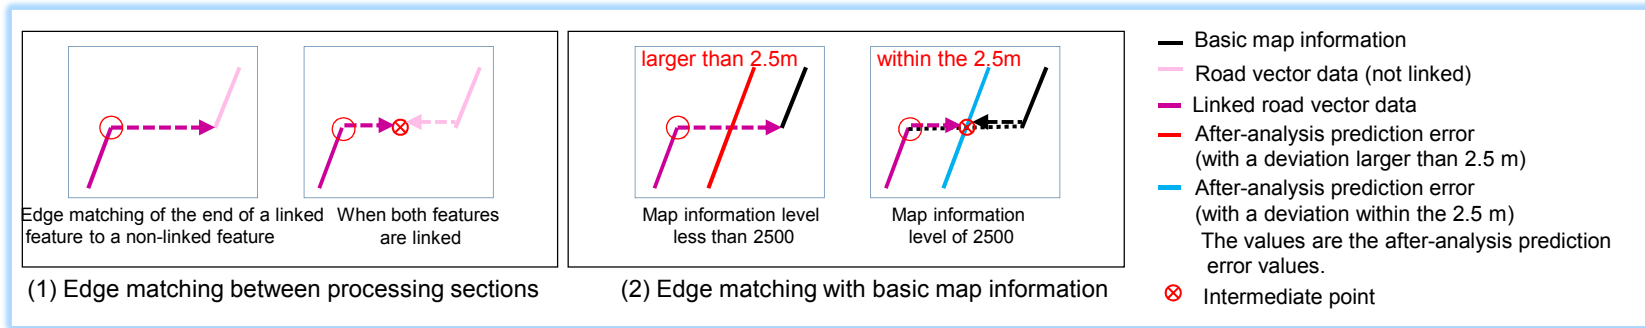 larger than 2.5m
within the 2.5m
Edge matching of the end of a linked
feature to a non-linked feature
When both features
are linked
Map information level
less than 2500
Map information
level of 2500
(1) Edge matching between processing sections
(2) Edge matching with basic map information
Basic map information
Road vector data (not linked)
Linked road vector data
After-analysis prediction error
(with a deviation larger than 2.5 m)
After-analysis prediction error
(with a deviation within the 2.5 m)
The values are the after-analysis prediction
error values.
Intermediate point